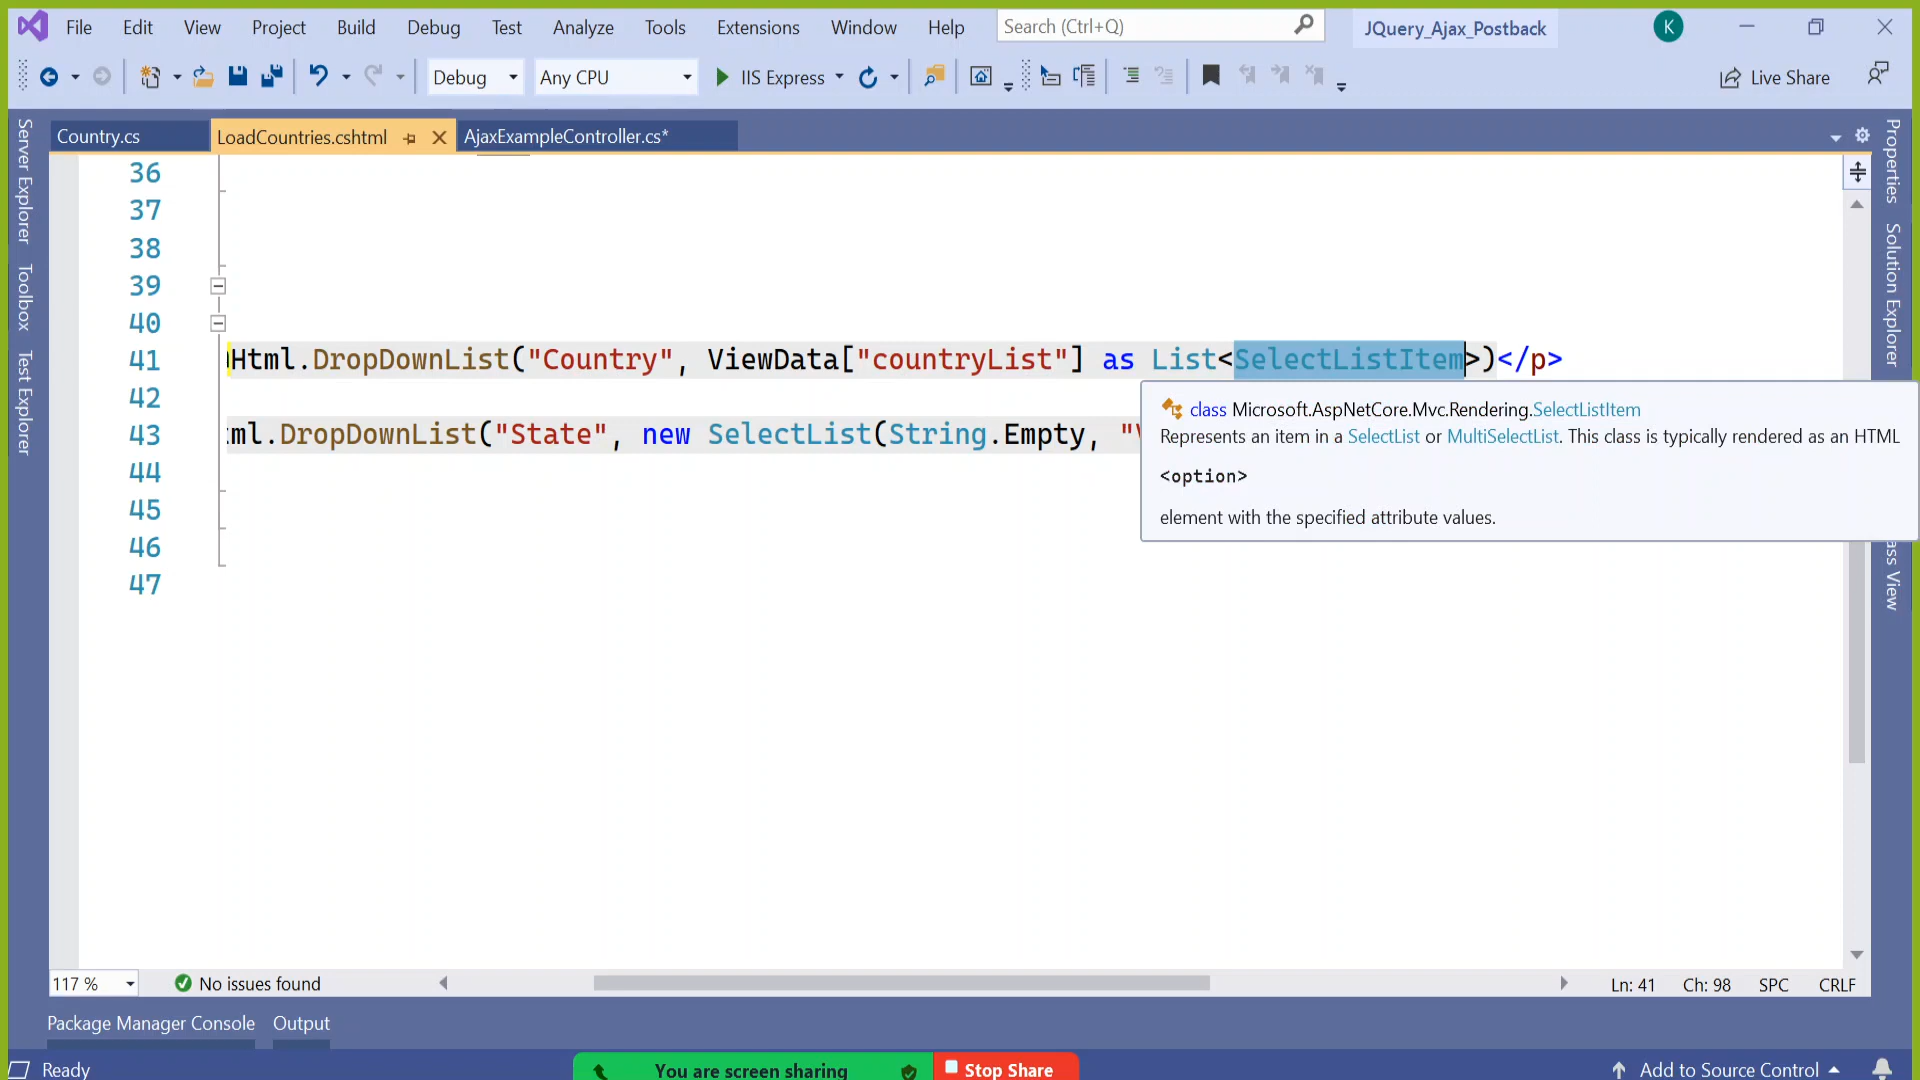 File Edit View Project Build Debug Test Analyze Tools Extensions Window Help Search (Ctrl+Q) JQuery_Ajax_Postback K
Debug Any CPU IIS Express Live Share
Country.cs LoadCountries.cshtml AjaxExampleController.cs*
Server Explorer
Toolbox
Test Explorer
Properties
Solution Explorer
36
37
38
39
40
41 Html.DropDownList("Country", ViewData["countryList"] as List<SelectListItem>)</p>
42
43 ml.DropDownList("State", new SelectList(String.Empty, "
44
45
46
47
class Microsoft.AspNetCore.Mvc.Rendering.SelectListItem
Represents an item in a SelectList or MultiSelectList. This class is typically rendered as an HTML
<option>
element with the specified attribute values.
ass View
117 % No issues found Ln: 41 Ch: 98 SPC CRLF
Package Manager Console Output
Ready You are screen sharing Stop Share Add to Source Control